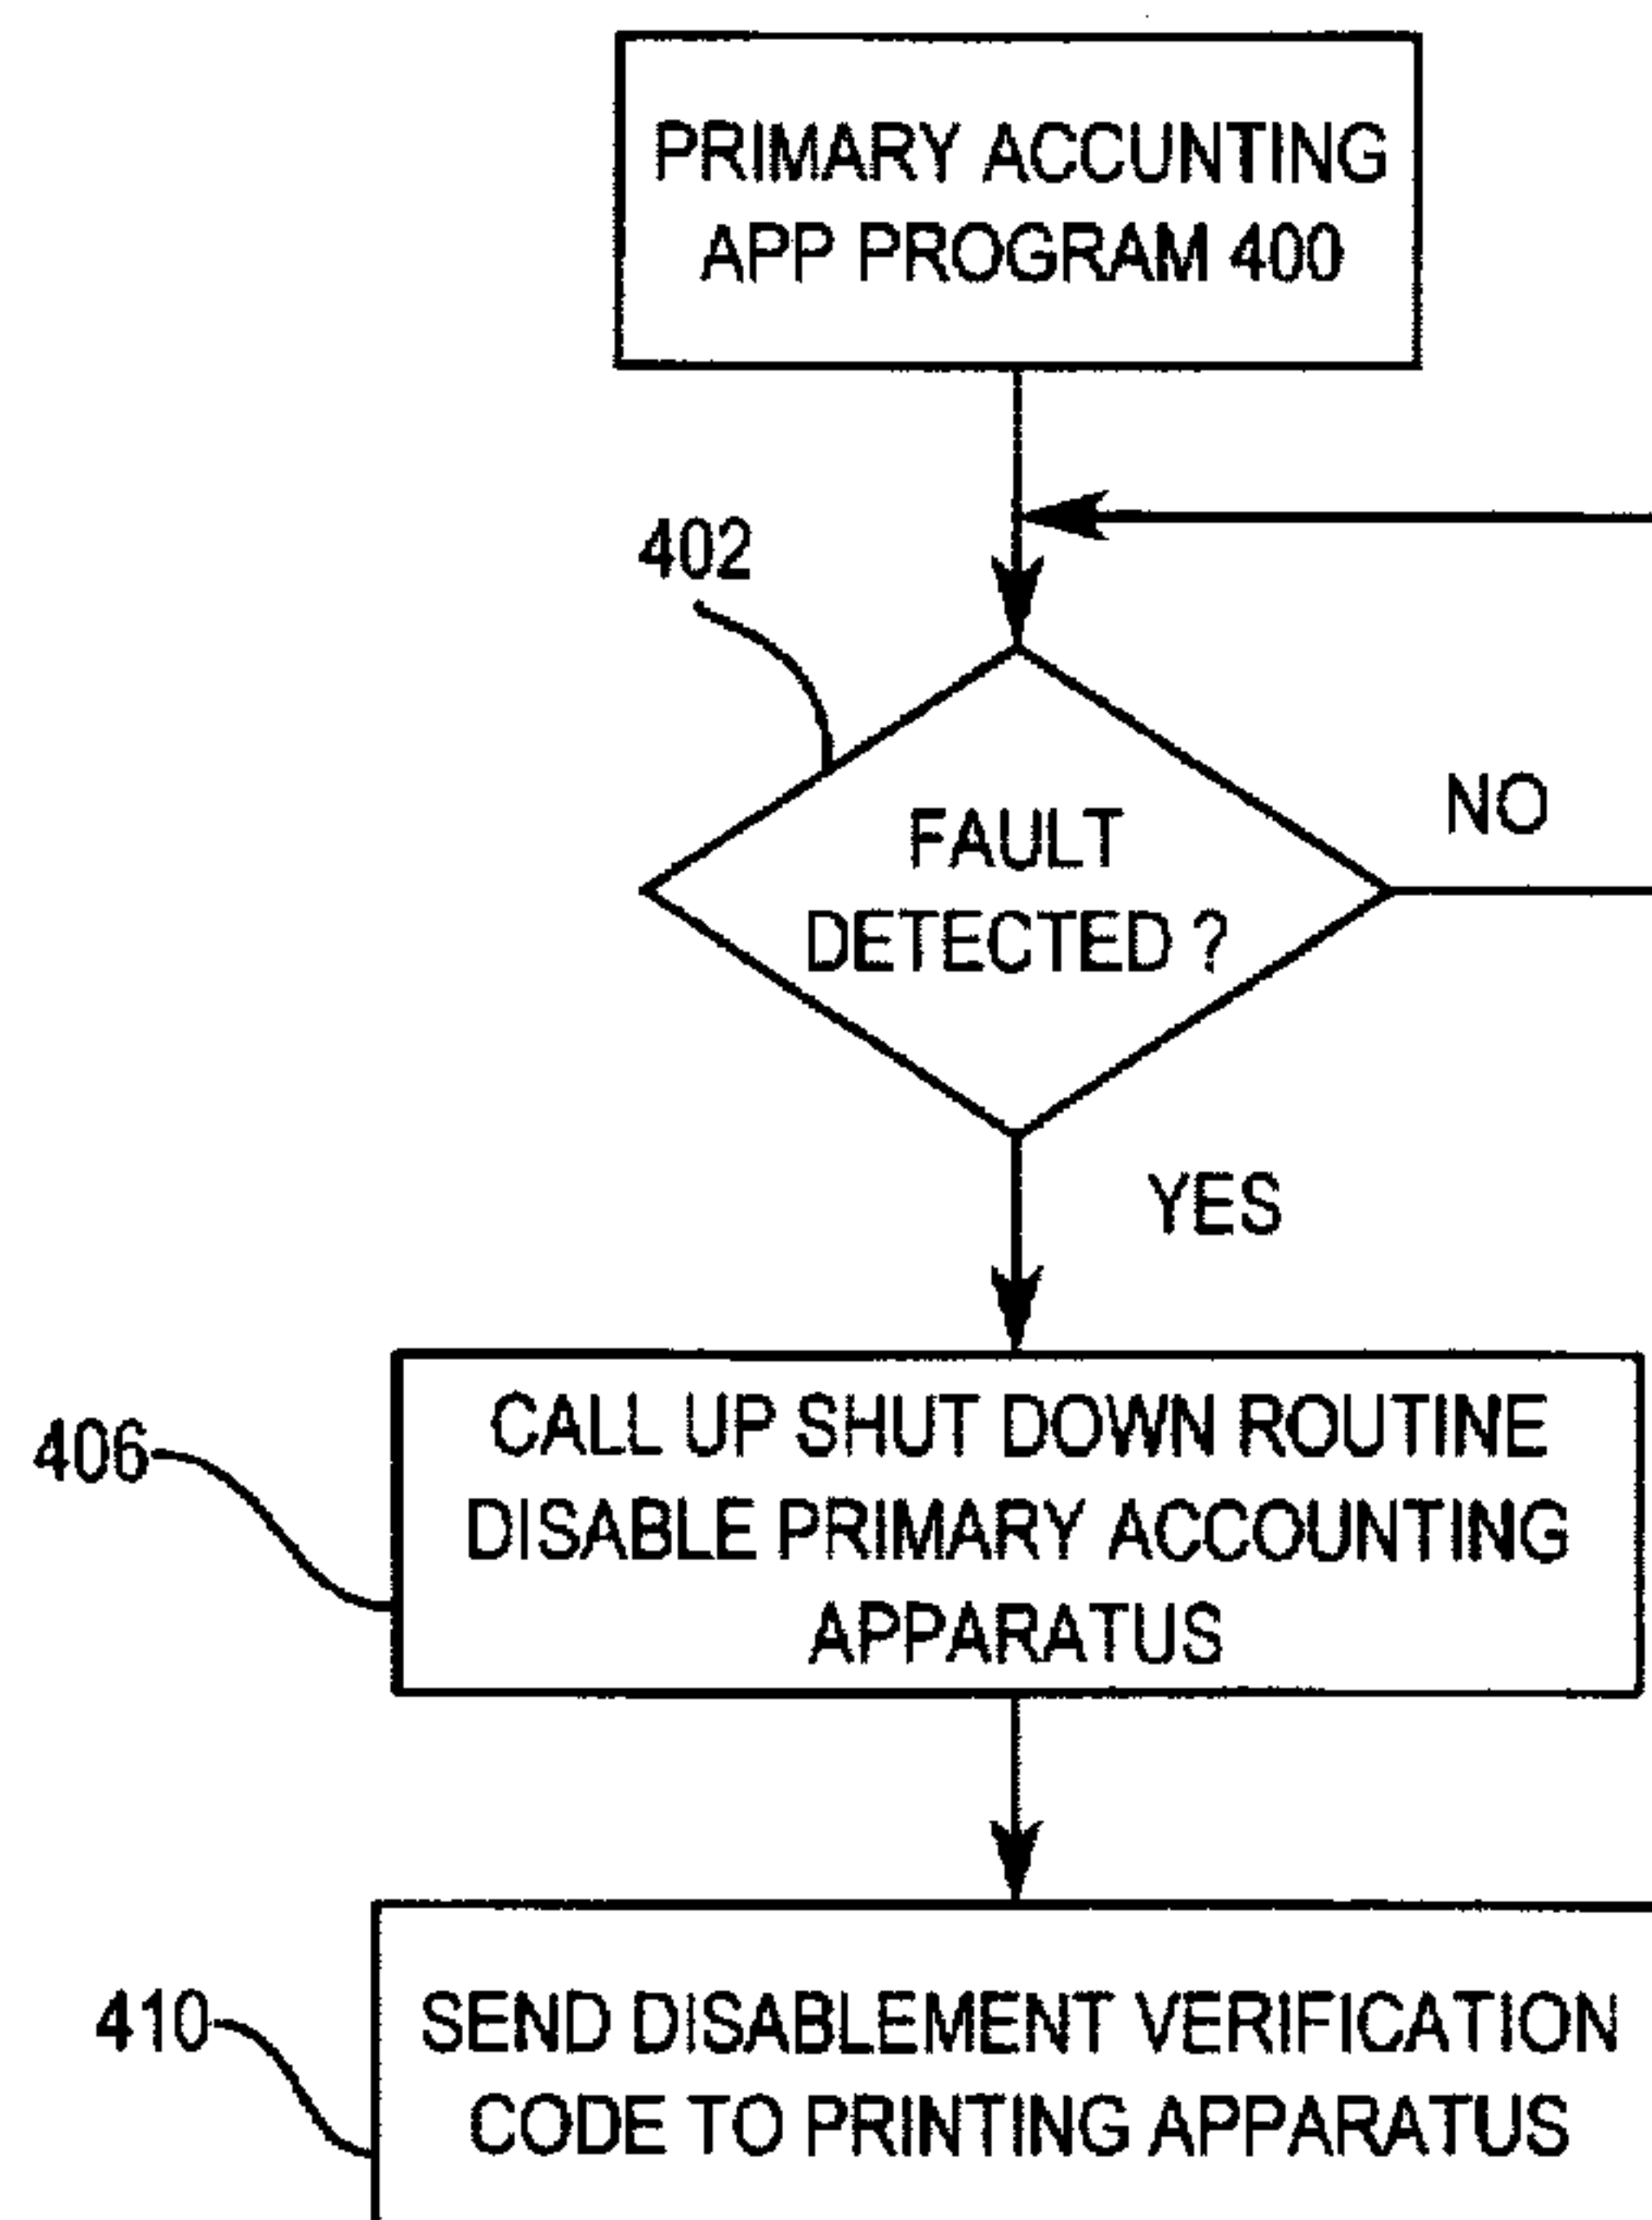 PRIMARY ACCUNTING
APP PROGRAM 400
402
FAULT
DETECTED ?
NO
YES
406
CALL UP SHUT DOWN ROUTINE
DISABLE PRIMARY ACCOUNTING
APPARATUS
410
SEND DISABLEMENT VERIFICATION
CODE TO PRINTING APPARATUS